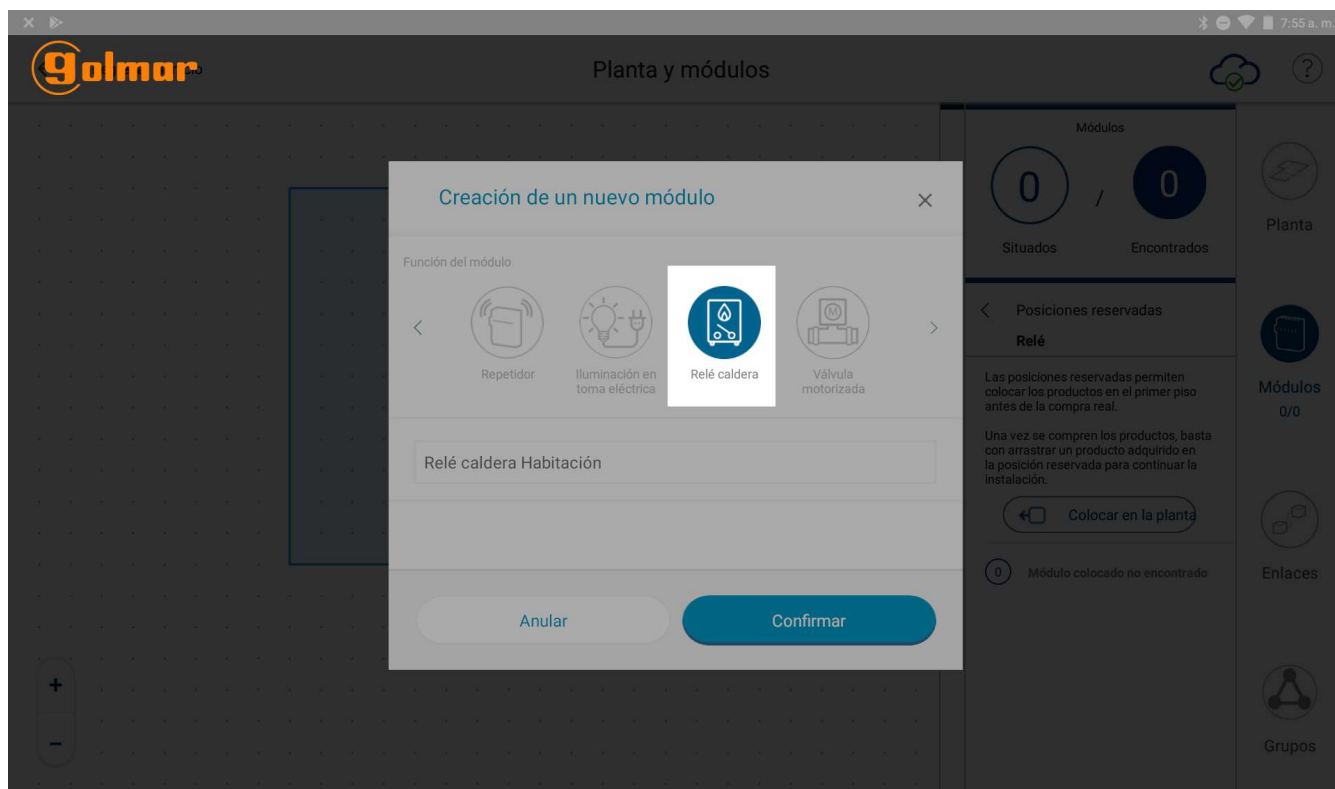 7:55 a. m.
golmar
Planta y módulos
?
Creación de un nuevo módulo
Función del módulo
Repetidor
Iluminación en
toma eléctrica
Relé caldera
M
Válvula
motorizada
Relé caldera Habitación
Anular
Confirmar
Módulos
0 / 0
Situados Encontrados
Posiciones reservadas
Relé
Las posiciones reservadas permiten
colocar los productos en el primer piso
antes de la compra real.
Una vez se compren los productos, basta
con arrastrar un producto adquirido en
la posición reservada para continuar la
instalación.
Colocar en la planta
0 Módulo colocado no encontrado
Planta
Módulos
0/0
Enlaces
Grupos
+
−